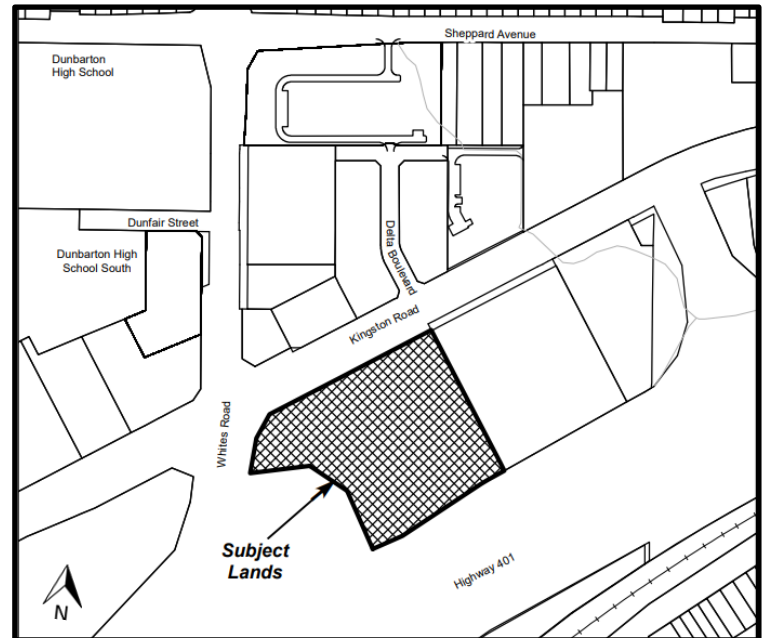 Sheppard Avenue
Dunbarton
High School
Dunfair Street
Dunbarton High
School South
Delta Boulevard
Kingston Road
Whites Road
Subject
Lands
Highway 401
N